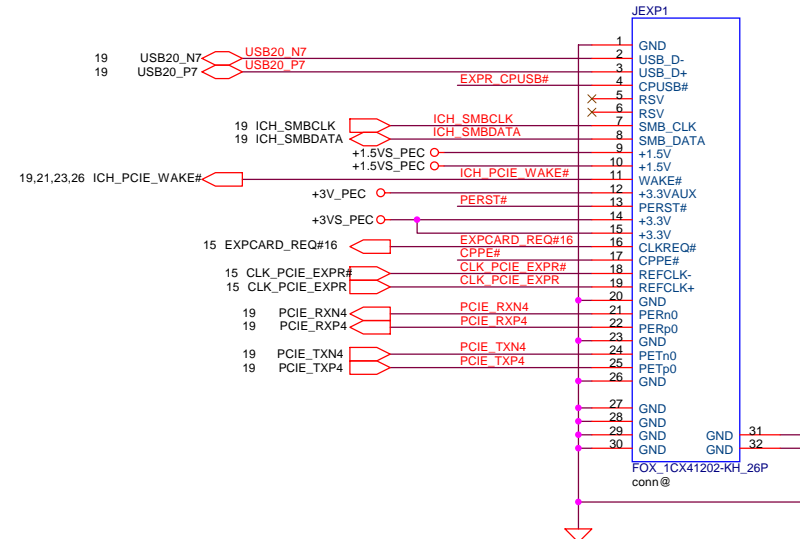 JEXP1
1 GND
19 USB20_N7 USB20_N7 2 USB_D-
19 USB20_P7 USB20_P7 3 USB_D+
EXPR_CPUSB# 4 CPUSB#
5 RSV
6 RSV
19 ICH_SMBCLK ICH_SMBCLK 7 SMB_CLK
19 ICH_SMBDATA ICH_SMBDATA 8 SMB_DATA
+1.5VS_PEC 9 +1.5V
+1.5VS_PEC 10 +1.5V
19,21,23,26 ICH_PCIE_WAKE# ICH_PCIE_WAKE# 11 WAKE#
+3V_PEC 12 +3.3VAUX
PERST# 13 PERST#
+3VS_PEC 14 +3.3V
15 +3.3V
15 EXPCARD_REQ#16 EXPCARD_REQ#16 16 CLKREQ#
CPPE# 17 CPPE#
15 CLK_PCIE_EXPR# CLK_PCIE_EXPR# 18 REFCLK-
15 CLK_PCIE_EXPR CLK_PCIE_EXPR 19 REFCLK+
20 GND
19 PCIE_RXN4 PCIE_RXN4 21 PERn0
19 PCIE_RXP4 PCIE_RXP4 22 PERp0
23 GND
19 PCIE_TXN4 PCIE_TXN4 24 PETn0
19 PCIE_TXP4 PCIE_TXP4 25 PETp0
26 GND
27 GND
28 GND
29 GND GND 31
30 GND GND 32
FOX_1CX41202-KH_26P
conn@